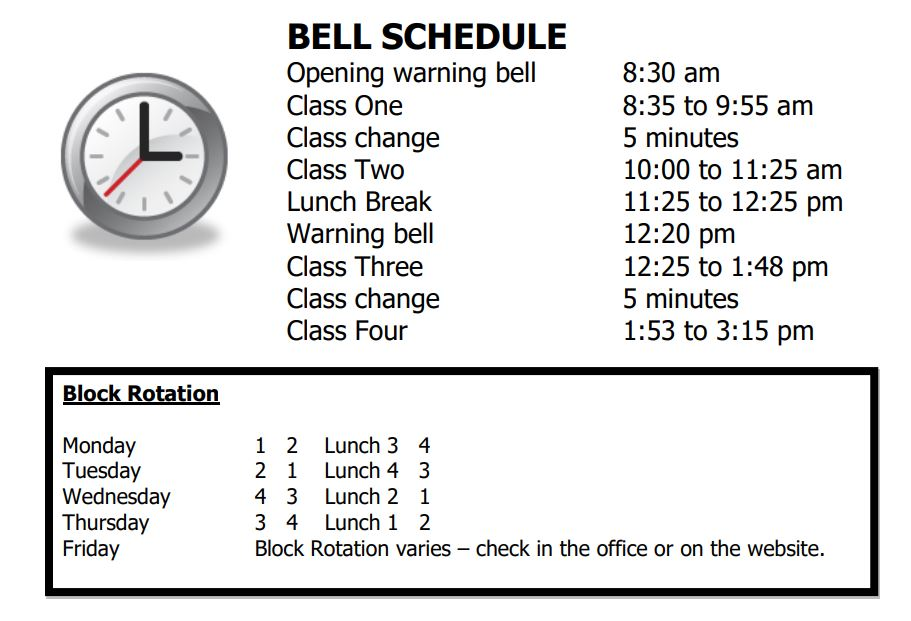 BELL SCHEDULE
Opening warning bell 8:30 am
Class One 8:35 to 9:55 am
Class change 5 minutes
Class Two 10:00 to 11:25 am
Lunch Break 11:25 to 12:25 pm
Warning bell 12:20 pm
Class Three 12:25 to 1:48 pm
Class change 5 minutes
Class Four 1:53 to 3:15 pm
Block Rotation
Monday 1 2 Lunch 3 4
Tuesday 2 1 Lunch 4 3
Wednesday 4 3 Lunch 2 1
Thursday 3 4 Lunch 1 2
Friday Block Rotation varies – check in the office or on the website.